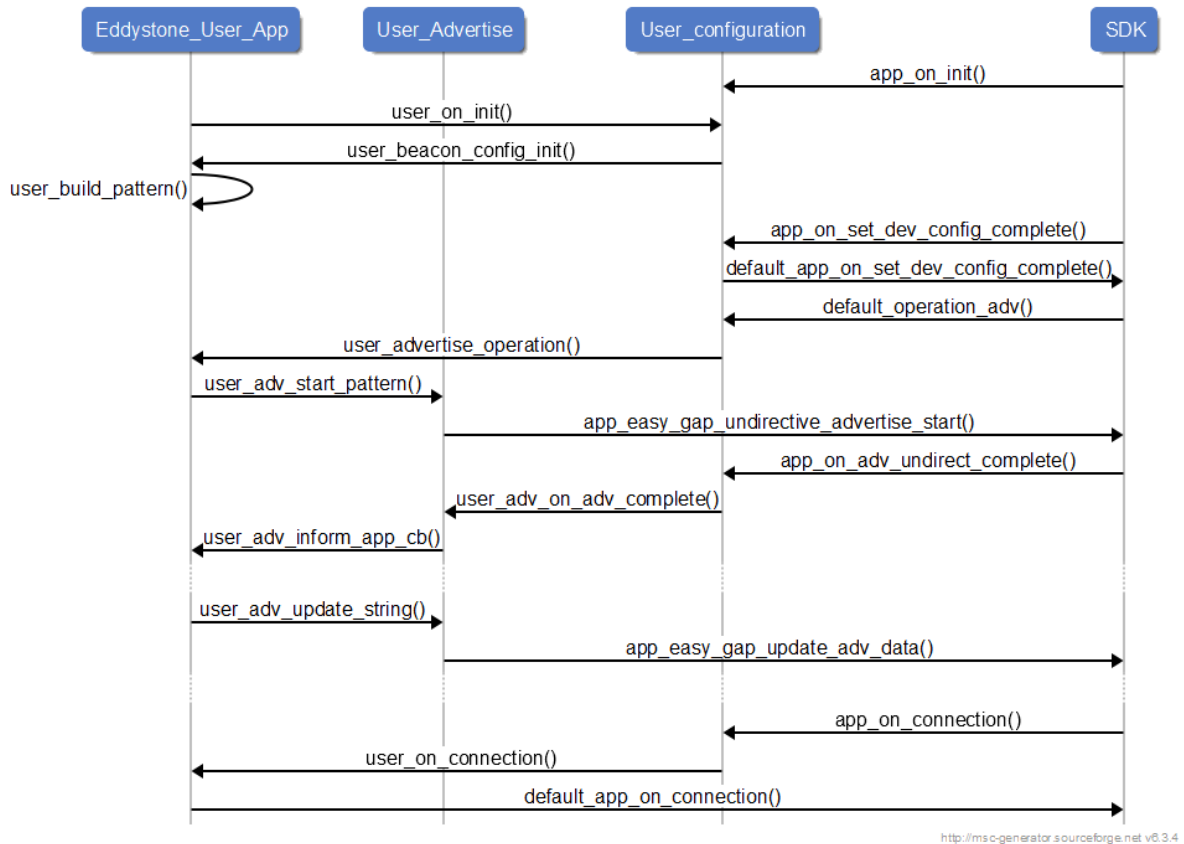 Eddystone_User_App
User_Advertise
User_configuration
SDK
app_on_init()
user_on_init()
user_beacon_config_init()
user_build_pattern()
app_on_set_dev_config_complete()
default_app_on_set_dev_config_complete()
default_operation_adv()
user_advertise_operation()
user_adv_start_pattern()
app_easy_gap_undirective_advertise_start()
app_on_adv_undirect_complete()
user_adv_on_adv_complete()
user_adv_inform_app_cb()
user_adv_update_string()
app_easy_gap_update_adv_data()
app_on_connection()
user_on_connection()
default_app_on_connection()
http://msc-generator.sourceforge.net v6.3.4